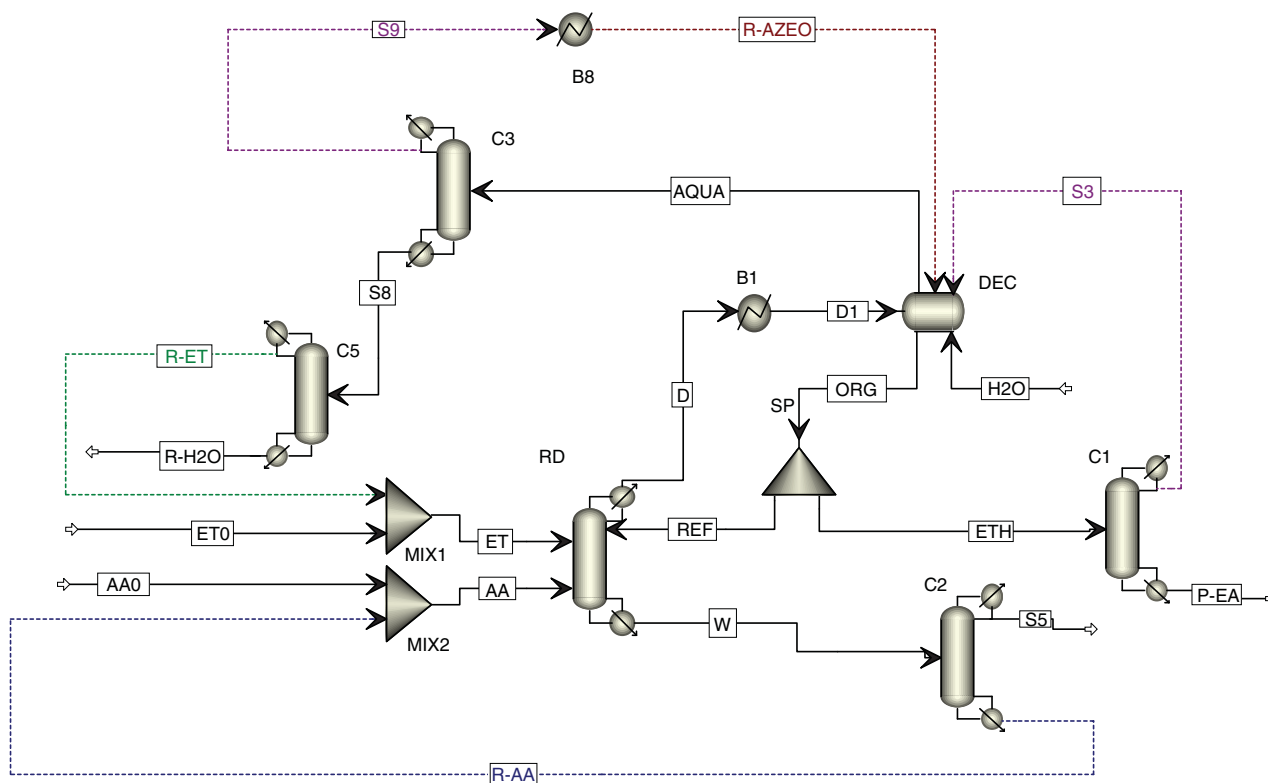 S9
R-AZEO
B8
C3
AQUA
S3
B1
DEC
S8
D1
C5
R-ET
D
ORG
H2O
SP
R-H2O
RD
C1
ET0
MIX1
ET
REF
ETH
AA0
AA
C2
P-EA
MIX2
W
S5
R-AA